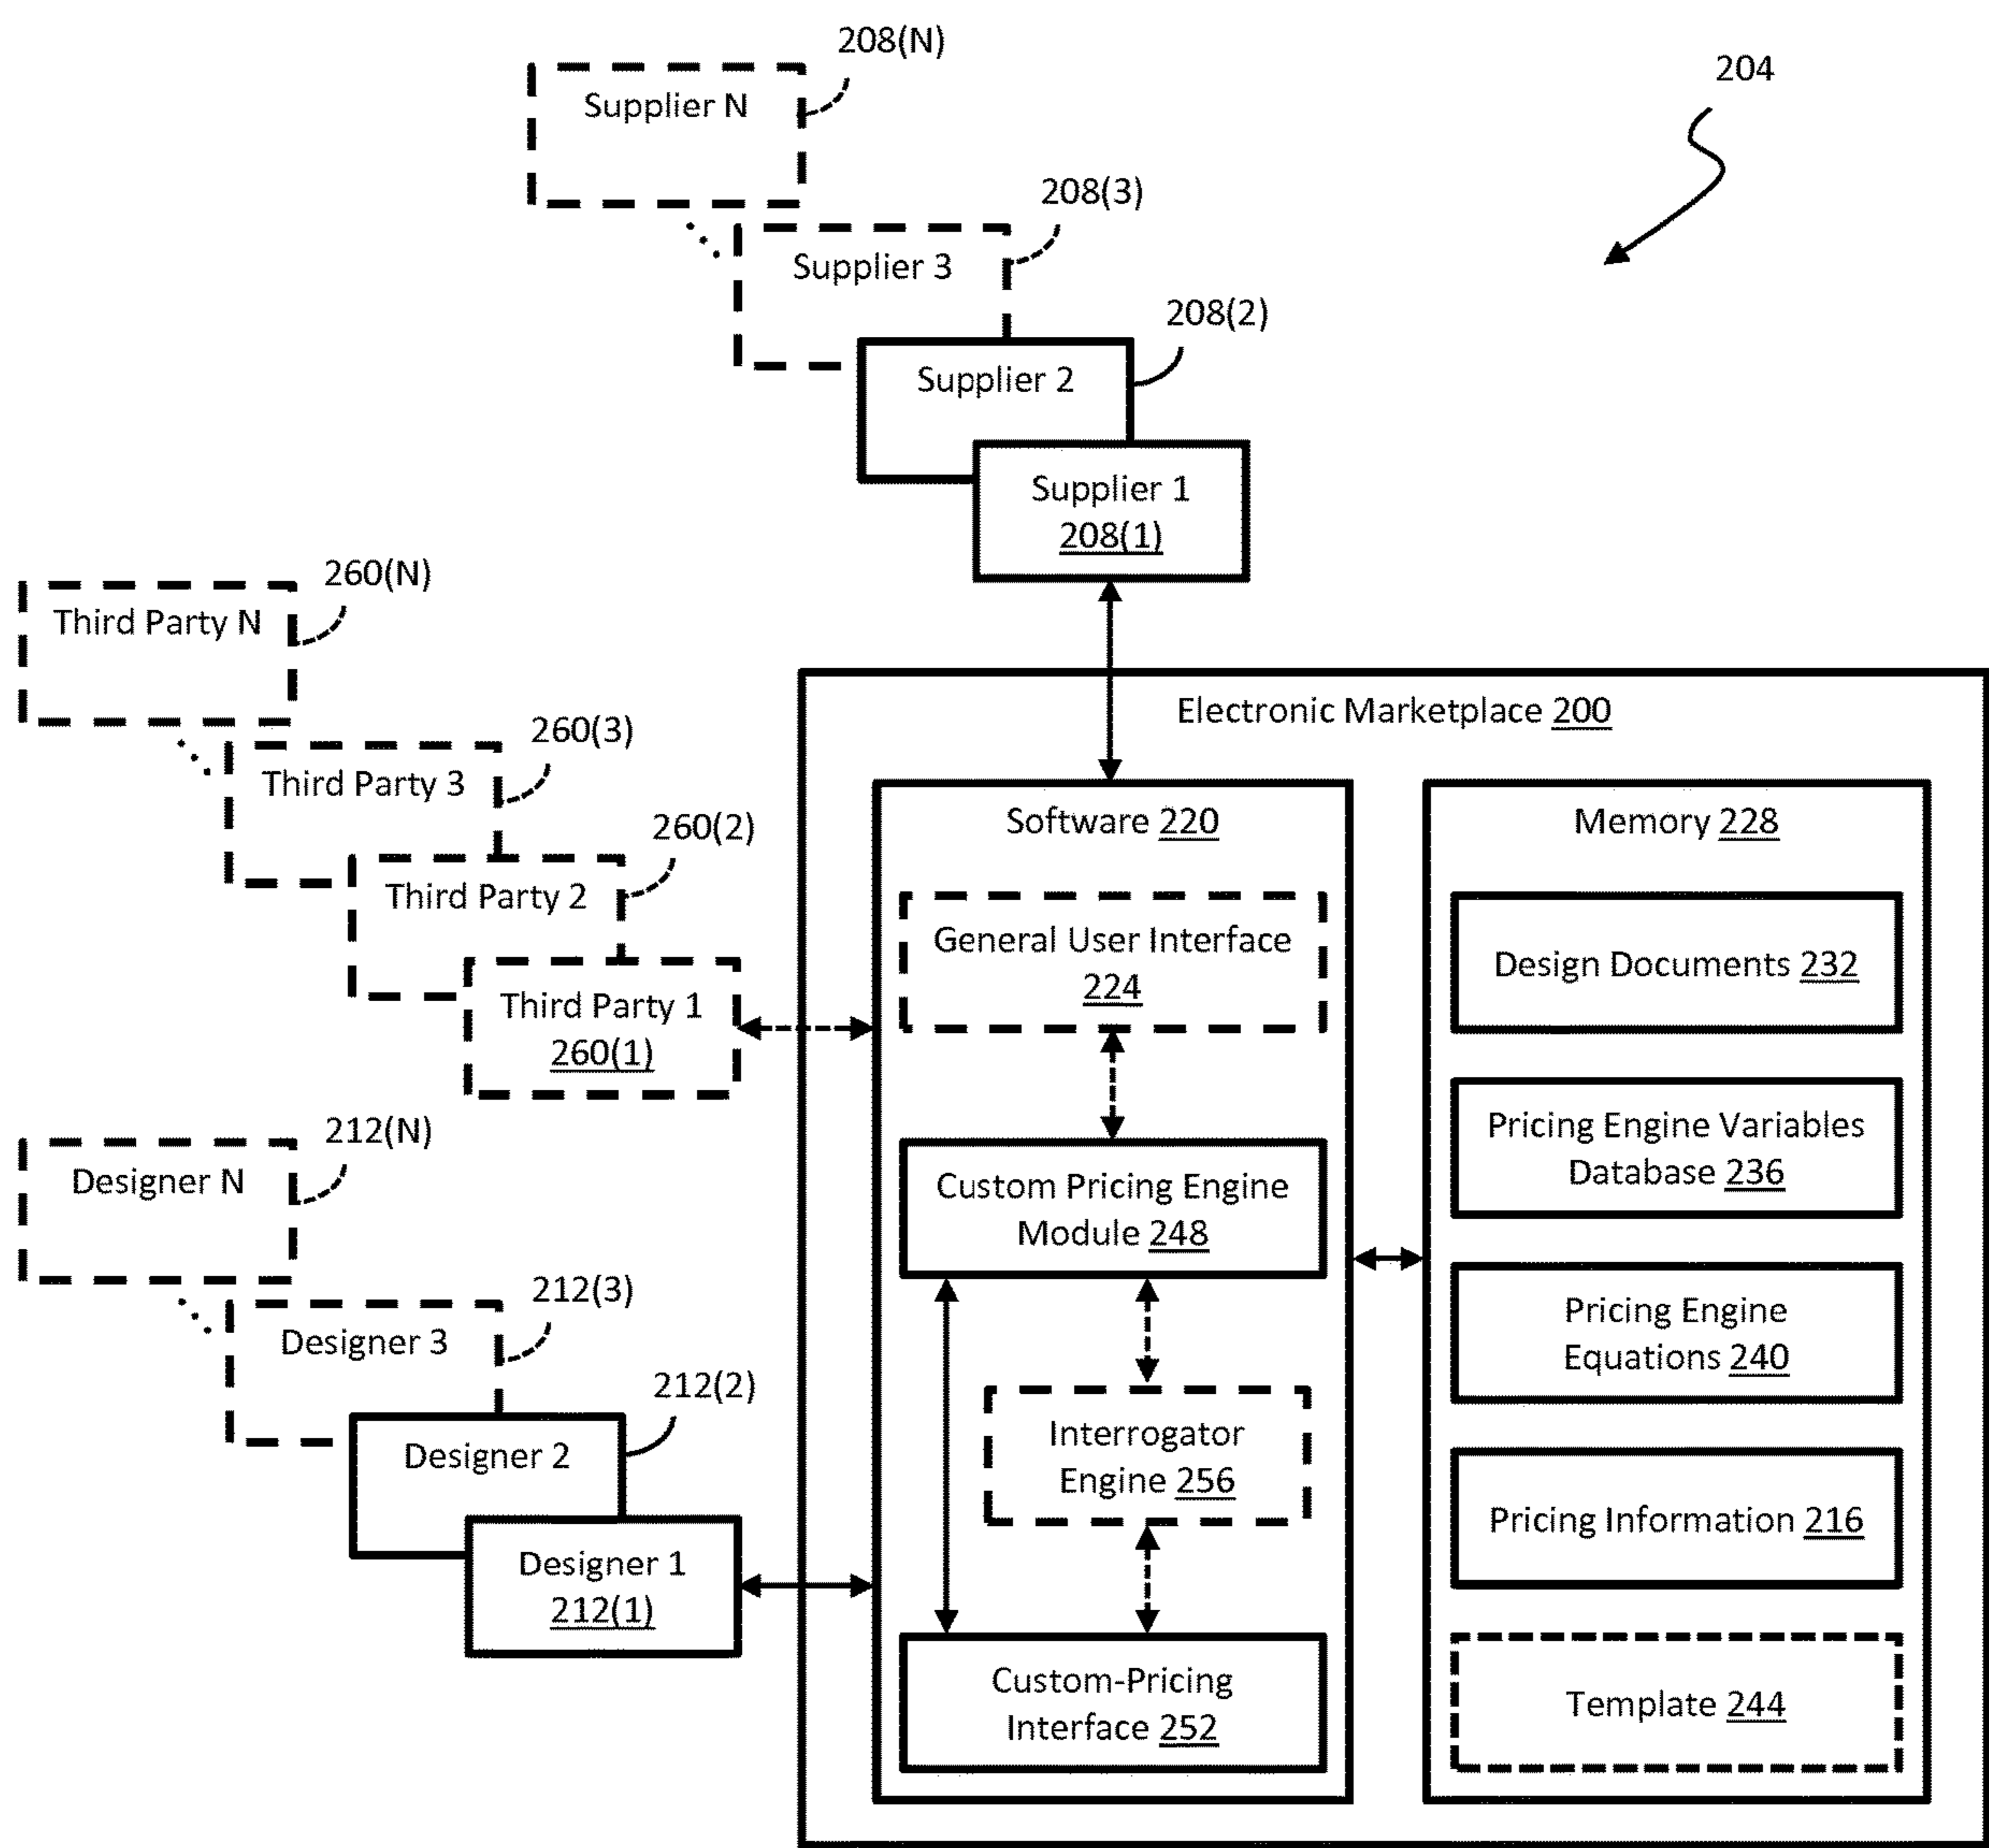 208(N)
Supplier N
204
208(3)
Supplier 3
208(2)
Supplier 2
Supplier 1
208(1)
260(N)
Third Party N
260(3)
Third Party 3
260(2)
Third Party 2
Third Party 1
260(1)
212(N)
Designer N
212(3)
Designer 3
212(2)
Designer 2
Designer 1
212(1)
Electronic Marketplace 200
Software 220
General User Interface
224
Custom Pricing Engine
Module 248
Interrogator
Engine 256
Custom-Pricing
Interface 252
Memory 228
Design Documents 232
Pricing Engine Variables
Database 236
Pricing Engine
Equations 240
Pricing Information 216
Template 244